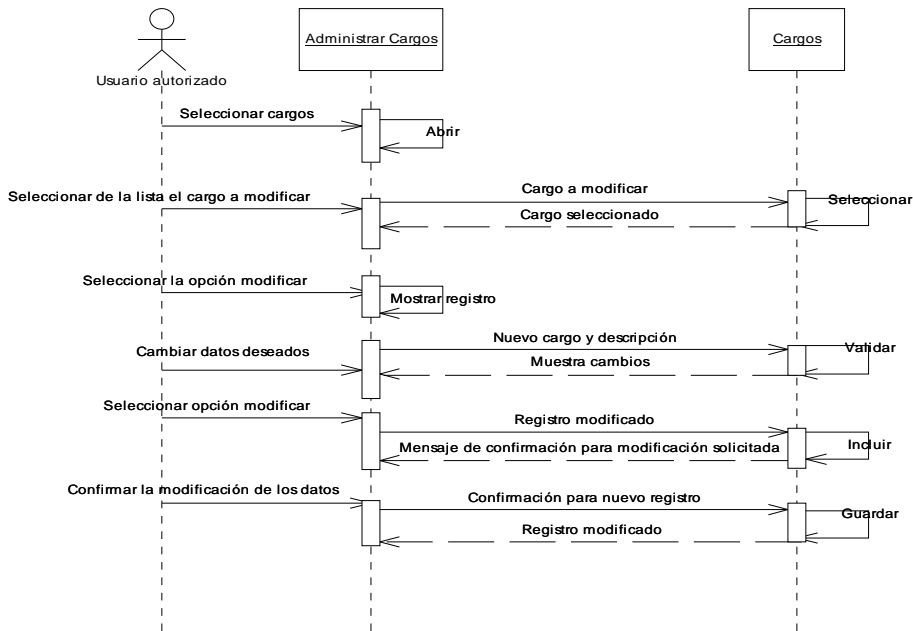 Administrar Cargos
Cargos
Usuario autorizado
Seleccionar cargos
Abrir
Seleccionar de la lista el cargo a modificar
Cargo a modificar
Seleccionar
Cargo seleccionado
Seleccionar la opción modificar
Mostrar registro
Nuevo cargo y descripción
Validar
Cambiar datos deseados
Muestra cambios
Seleccionar opción modificar
Registro modificado
Incluir
Mensaje de confirmación para modificación solicitada
Confirmar la modificación de los datos
Confirmación para nuevo registro
Guardar
Registro modificado